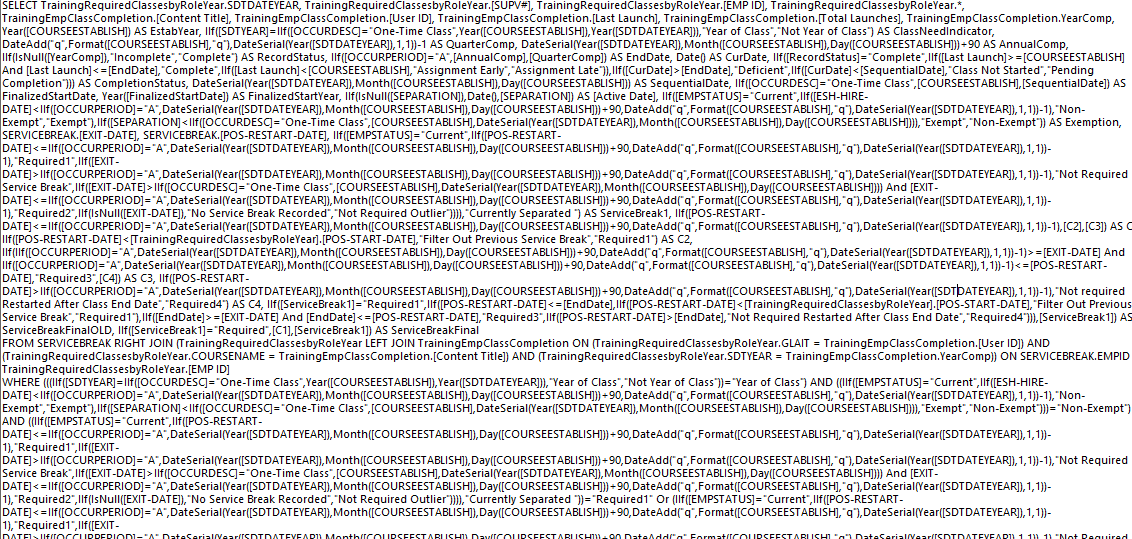 SELECT TrainingRequiredClassesbyRoleYear.SDTDATEYEAR, TrainingRequiredClassesbyRoleYear.[SUPV#], TrainingRequiredClassesbyRoleYear.[EMP ID], TrainingRequiredClassesbyRoleYear.*,
TrainingEmpClassCompletion.[Content Title], TrainingEmpClassCompletion.[User ID], TrainingEmpClassCompletion.[Last Launch], TrainingEmpClassCompletion.[Total Launches], TrainingEmpClassCompletion.YearComp,
Year([COURSEESTABLISH]) AS EstabYear, IIf([SDTYEAR]=IIf([OCCURDESC]="One-Time Class",Year([COURSEESTABLISH]),Year([SDTDATEYEAR])),"Year of Class","Not Year of Class") AS ClassNeedIndicator,
DateAdd("q",Format([COURSEESTABLISH],"q"),DateSerial(Year([SDTDATEYEAR]),1,1))-1 AS QuarterComp, DateSerial(Year([SDTDATEYEAR]),Month([COURSEESTABLISH]),Day([COURSEESTABLISH]))+90 AS AnnualComp,
IIf(IsNull([YearComp]),"Incomplete","Complete") AS RecordStatus, IIf([OCCURPERIOD]="A",[AnnualComp],[QuarterComp]) AS EndDate, Date() AS CurDate, IIf([RecordStatus]="Complete",IIf([Last Launch]>=[COURSEESTABLISH]
And [Last Launch]<=[EndDate],"Complete",IIf([Last Launch]<[COURSEESTABLISH],"Assignment Early","Assignment Late")),IIf([CurDate]>[EndDate],"Deficient",IIf([CurDate]<[SequentialDate],"Class Not Started","Pending
Completion"))) AS CompletionStatus, DateSerial(Year([SDTDATEYEAR]),Month([COURSEESTABLISH]),Day([COURSEESTABLISH])) AS SequentialDate, IIf([OCCURDESC]="One-Time Class",[COURSEESTABLISH],[SequentialDate]) AS
FinalizedStartDate, Year([FinalizedStartDate]) AS FinalizedStartYear, IIf(IsNull([SEPARATION]),Date(),[SEPARATION]) AS [Active Date], IIf([EMPSTATUS]="Current",IIf([ESH-HIRE-
DATE]<IIf([OCCURPERIOD]="A",DateSerial(Year([SDTDATEYEAR]),Month([COURSEESTABLISH]),Day([COURSEESTABLISH]))+90,DateAdd("q",Format([COURSEESTABLISH],"q"),DateSerial(Year([SDTDATEYEAR]),1,1))-1),"Non-
Exempt","Exempt"),IIf([SEPARATION]<IIf([OCCURDESC]="One-Time Class",[COURSEESTABLISH],DateSerial(Year([SDTDATEYEAR]),Month([COURSEESTABLISH]),Day([COURSEESTABLISH]))),"Exempt","Non-Exempt")) AS Exemption,
SERVICEBREAK.[EXIT-DATE], SERVICEBREAK.[POS-RESTART-DATE], IIf([EMPSTATUS]="Current",IIf([POS-RESTART-
DATE]<=IIf([OCCURPERIOD]="A",DateSerial(Year([SDTDATEYEAR]),Month([COURSEESTABLISH]),Day([COURSEESTABLISH]))+90,DateAdd("q",Format([COURSEESTABLISH],"q"),DateSerial(Year([SDTDATEYEAR]),1,1))-
1),"Required1",IIf([EXIT-
DATE]>IIf([OCCURPERIOD]="A",DateSerial(Year([SDTDATEYEAR]),Month([COURSEESTABLISH]),Day([COURSEESTABLISH]))+90,DateAdd("q",Format([COURSEESTABLISH],"q"),DateSerial(Year([SDTDATEYEAR]),1,1))-1),"Not Required
Service Break",IIf([EXIT-DATE]>IIf([OCCURDESC]="One-Time Class",[COURSEESTABLISH],DateSerial(Year([SDTDATEYEAR]),Month([COURSEESTABLISH]),Day([COURSEESTABLISH]))) And [EXIT-
DATE]<=IIf([OCCURPERIOD]="A",DateSerial(Year([SDTDATEYEAR]),Month([COURSEESTABLISH]),Day([COURSEESTABLISH]))+90,DateAdd("q",Format([COURSEESTABLISH],"q"),DateSerial(Year([SDTDATEYEAR]),1,1))-
1),"Required2",IIf(IsNull([EXIT-DATE]),"No Service Break Recorded","Not Required Outlier")))),"Currently Separated ") AS ServiceBreak1, IIf([POS-RESTART-
DATE]<=IIf([OCCURPERIOD]="A",DateSerial(Year([SDTDATEYEAR]),Month([COURSEESTABLISH]),Day([COURSEESTABLISH]))+90,DateAdd("q",Format([COURSEESTABLISH],"q"),DateSerial(Year([SDTDATEYEAR]),1,1))-1),[C2],[C3]) AS C
IIf([POS-RESTART-DATE]<[TrainingRequiredClassesbyRoleYear].[POS-START-DATE],"Filter Out Previous Service Break","Required1") AS C2,
IIf(IIf([OCCURPERIOD]="A",DateSerial(Year([SDTDATEYEAR]),Month([COURSEESTABLISH]),Day([COURSEESTABLISH]))+90,DateAdd("q",Format([COURSEESTABLISH],"q"),DateSerial(Year([SDTDATEYEAR]),1,1))-1)>=[EXIT-DATE] And
IIf([OCCURPERIOD]="A",DateSerial(Year([SDTDATEYEAR]),Month([COURSEESTABLISH]),Day([COURSEESTABLISH]))+90,DateAdd("q",Format([COURSEESTABLISH],"q"),DateSerial(Year([SDTDATEYEAR]),1,1))-1)<=[POS-RESTART-
DATE],"Required3",[C4]) AS C3, IIf([POS-RESTART-
DATE]>IIf([OCCURPERIOD]="A",DateSerial(Year([SDTDATEYEAR]),Month([COURSEESTABLISH]),Day([COURSEESTABLISH]))+90,DateAdd("q",Format([COURSEESTABLISH],"q"),DateSerial(Year([SDTDATEYEAR]),1,1))-1),"Not required
Restarted After Class End Date","Required4") AS C4, IIf([ServiceBreak1]="Required1",IIf([POS-RESTART-DATE]<=[EndDate],IIf([POS-RESTART-DATE]<[TrainingRequiredClassesbyRoleYear].[POS-START-DATE],"Filter Out Previous
Service Break","Required1"),IIf([EndDate]>=[EXIT-DATE] And [EndDate]<=[POS-RESTART-DATE],"Required3",IIf([POS-RESTART-DATE]>[EndDate],"Not Required Restarted After Class End Date","Required4"))),[ServiceBreak1]) AS
ServiceBreakFinalOLD, IIf([ServiceBreak1]="Required",[C1],[ServiceBreak1]) AS ServiceBreakFinal
FROM SERVICEBREAK RIGHT JOIN (TrainingRequiredClassesbyRoleYear LEFT JOIN TrainingEmpClassCompletion ON (TrainingRequiredClassesbyRoleYear.GLAIT = TrainingEmpClassCompletion.[User ID]) AND
(TrainingRequiredClassesbyRoleYear.COURSENAME = TrainingEmpClassCompletion.[Content Title]) AND (TrainingRequiredClassesbyRoleYear.SDTYEAR = TrainingEmpClassCompletion.YearComp)) ON SERVICEBREAK.EMPID
TrainingRequiredClassesbyRoleYear.[EMP ID]
WHERE (((IIf([SDTYEAR]=IIf([OCCURDESC]="One-Time Class",Year([COURSEESTABLISH]),Year([SDTDATEYEAR])),"Year of Class","Not Year of Class"))="Year of Class") AND ((IIf([EMPSTATUS]="Current",IIf([ESH-HIRE-
DATE]<IIf([OCCURPERIOD]="A",DateSerial(Year([SDTDATEYEAR]),Month([COURSEESTABLISH]),Day([COURSEESTABLISH]))+90,DateAdd("q",Format([COURSEESTABLISH],"q"),DateSerial(Year([SDTDATEYEAR]),1,1))-1),"Non-
Exempt","Exempt"),IIf([SEPARATION]<IIf([OCCURDESC]="One-Time Class",[COURSEESTABLISH],DateSerial(Year([SDTDATEYEAR]),Month([COURSEESTABLISH]),Day([COURSEESTABLISH]))),"Exempt","Non-Exempt")))="Non-Exempt")
AND ((IIf([EMPSTATUS]="Current",IIf([POS-RESTART-
DATE]<=IIf([OCCURPERIOD]="A",DateSerial(Year([SDTDATEYEAR]),Month([COURSEESTABLISH]),Day([COURSEESTABLISH]))+90,DateAdd("q",Format([COURSEESTABLISH],"q"),DateSerial(Year([SDTDATEYEAR]),1,1))-
1),"Required1",IIf([EXIT-
DATE]>IIf([OCCURPERIOD]="A",DateSerial(Year([SDTDATEYEAR]),Month([COURSEESTABLISH]),Day([COURSEESTABLISH]))+90,DateAdd("q",Format([COURSEESTABLISH],"q"),DateSerial(Year([SDTDATEYEAR]),1,1))-1),"Not Required
Service Break",IIf([EXIT-DATE]>IIf([OCCURDESC]="One-Time Class",[COURSEESTABLISH],DateSerial(Year([SDTDATEYEAR]),Month([COURSEESTABLISH]),Day([COURSEESTABLISH]))) And [EXIT-
DATE]<=IIf([OCCURPERIOD]="A",DateSerial(Year([SDTDATEYEAR]),Month([COURSEESTABLISH]),Day([COURSEESTABLISH]))+90,DateAdd("q",Format([COURSEESTABLISH],"q"),DateSerial(Year([SDTDATEYEAR]),1,1))-
1),"Required2",IIf(IsNull([EXIT-DATE]),"No Service Break Recorded","Not Required Outlier")))),"Currently Separated "))="Required1" Or (IIf([EMPSTATUS]="Current",IIf([POS-RESTART-
DATE]<=IIf([OCCURPERIOD]="A",DateSerial(Year([SDTDATEYEAR]),Month([COURSEESTABLISH]),Day([COURSEESTABLISH]))+90,DateAdd("q",Format([COURSEESTABLISH],"q"),DateSerial(Year([SDTDATEYEAR]),1,1))-
1),"Required1",IIf([EXIT-
DATE]>IIf([OCCURPERIOD]="A",DateSerial(Year([SDTDATEYEAR]),Month([COURSEESTABLISH]),Day([COURSEESTABLISH]))+90,DateAdd("q",Format([COURSEESTABLISH],"q"),DateSerial(Year([SDTDATEYEAR]),1,1))-1),"Not Required